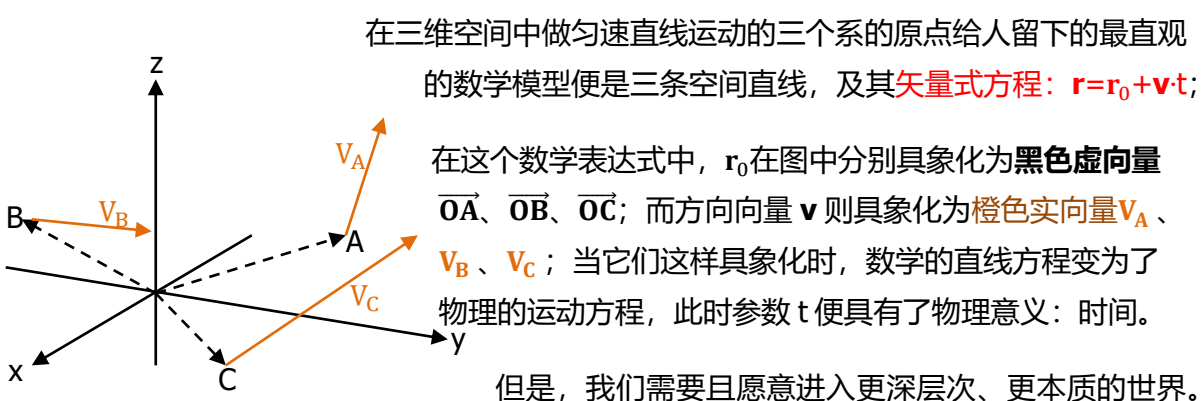 在三维空间中做匀速直线运动的三个系的原点给人留下的最直观
的数学模型便是三条空间直线，及其矢量式方程：r=r₀+v·t;
在这个数学表达式中，r₀在图中分别具象化为黑色虚向量
OA→、OB→、OC→；而方向向量 v 则具象化为橙色实向量V_A 、
V_B 、V_C ；当它们这样具象化时，数学的直线方程变为了
物理的运动方程，此时参数 t 便具有了物理意义：时间。
但是，我们需要且愿意进入更深层次、更本质的世界。
z
V_A
B
V_B
A
V_C
y
x
C